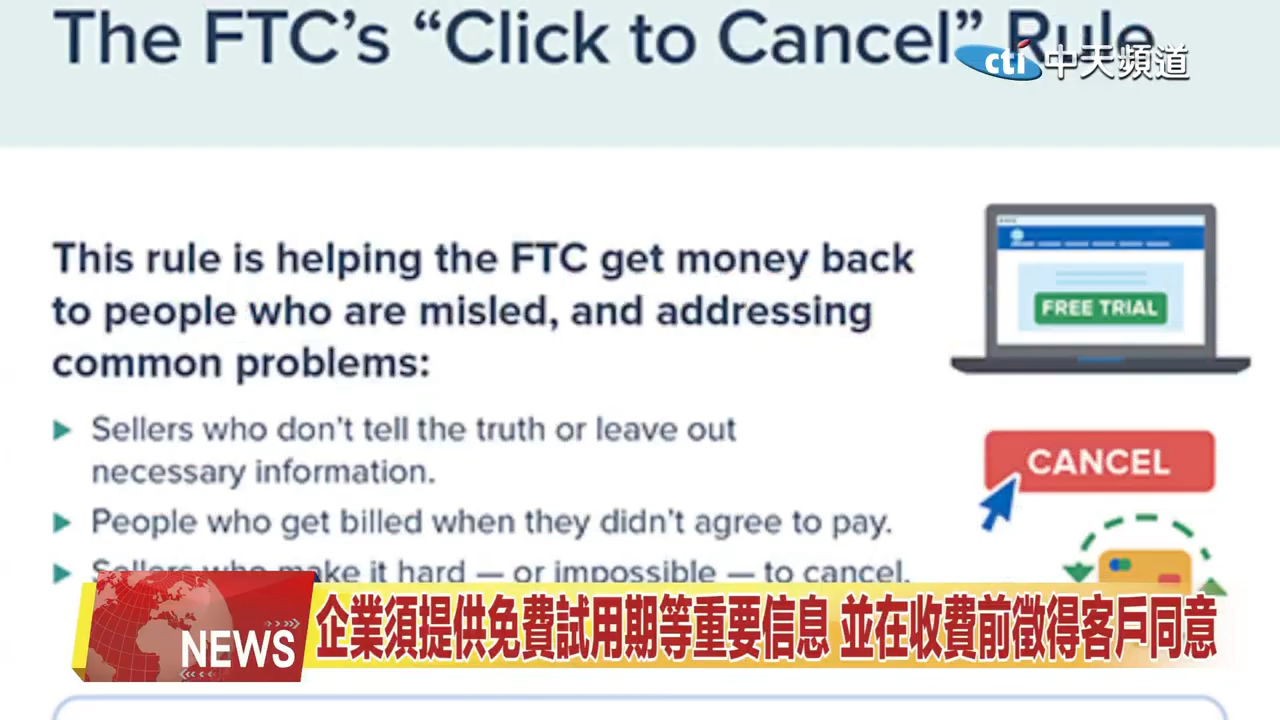 The FTC's “Click to Cancel” Rule
cti 中天頻道
This rule is helping the FTC get money back
to people who are misled, and addressing
common problems:
FREE TRIAL
Sellers who don't tell the truth or leave out
necessary information.
CANCEL
People who get billed when they didn't agree to pay.
Sellers who make it hard — or impossible — to cancel.
NEWS
企業須提供免費試用期等重要信息 並在收費前徵得客戶同意